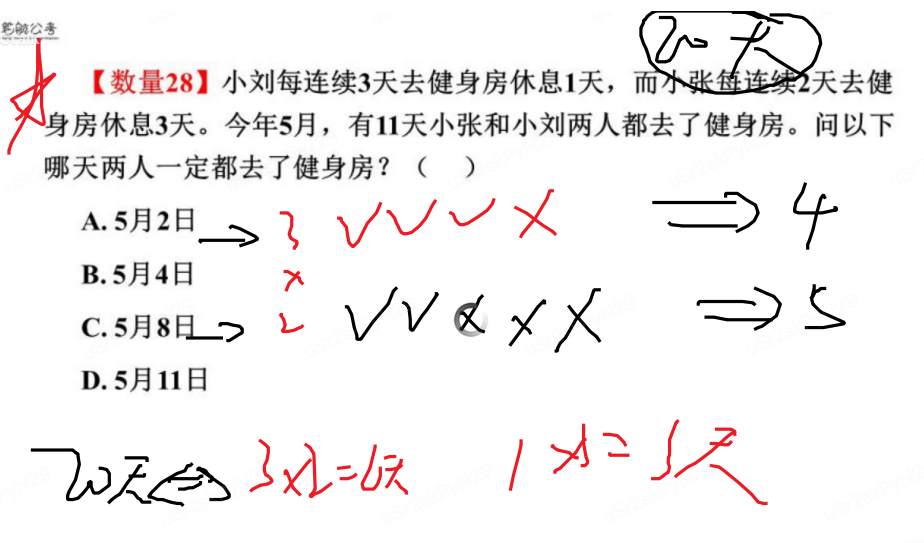 笔试公考
20天
【数量28】小刘每连续3天去健身房休息1天，而小张每连续2天去健
身房休息3天。今年5月，有11天小张和小刘两人都去了健身房。问以下
哪天两人一定都去了健身房？（ ）
A. 5月2日 → 3 √√√× ⇒ 4
B. 5月4日 ×
C. 5月8日 → 2 √√××× ⇒ 5
D. 5月11日
20天 ⇔ 3×2=6天 1×5=5天